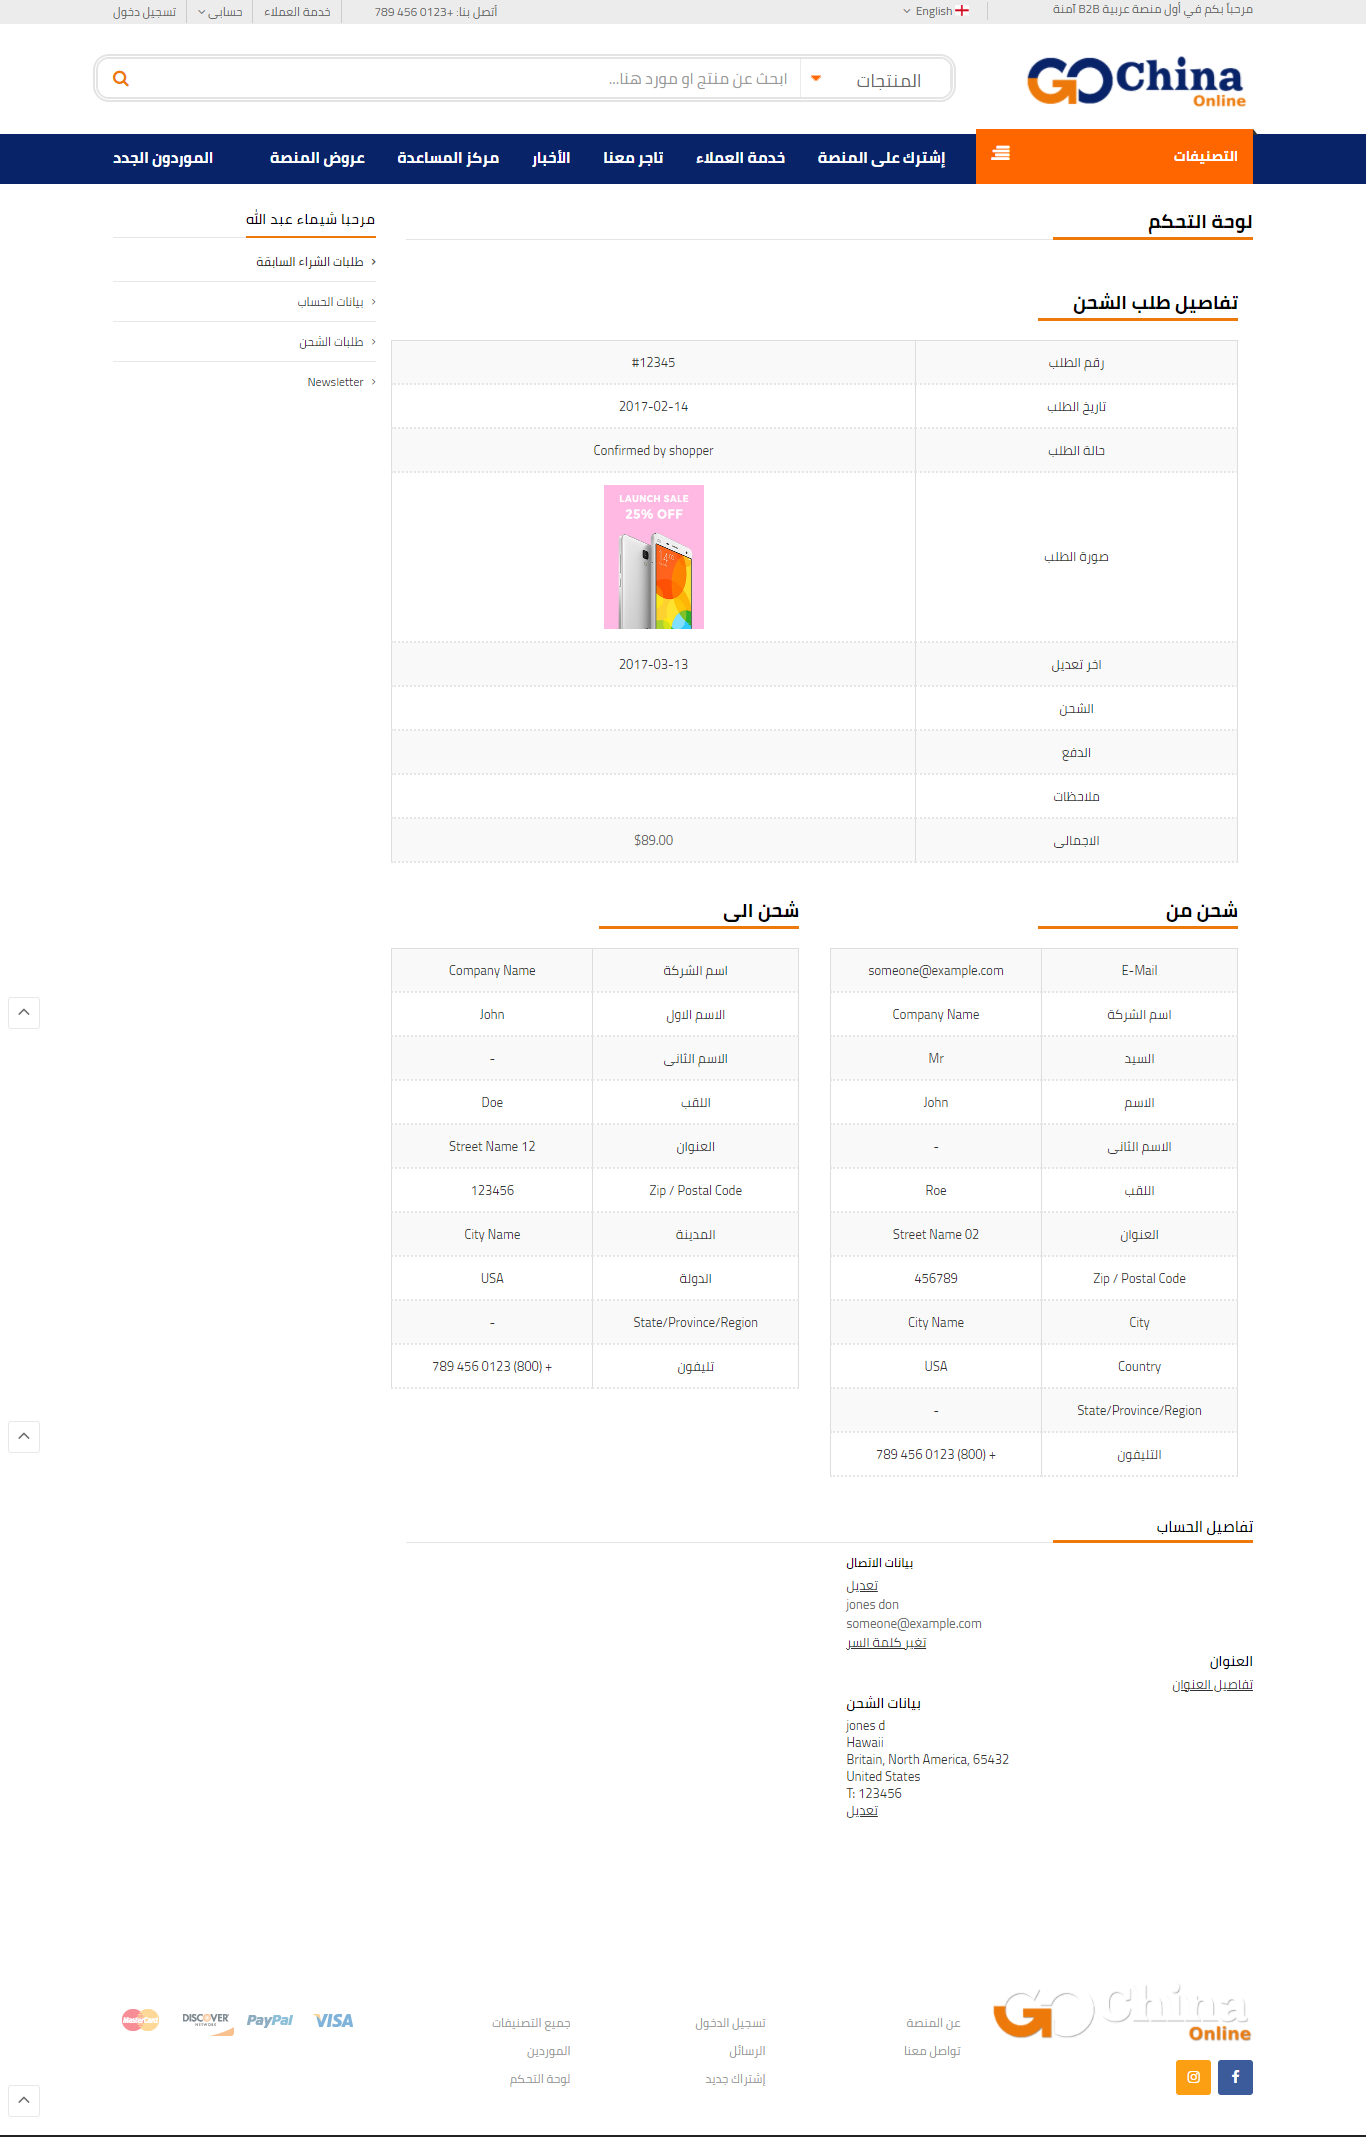 مرحباً بكم في أول منصة عربية B2B آمنة
English
أتصل بنا: +0123 456 789
خدمة العملاء
حسابى
تسجيل دخول
GO China Online
المنتجات
ابحث عن منتج او مورد هنا...
التصنيفات
إشترك على المنصة
خدمة العملاء
تاجر معنا
الأخبار
مركز المساعدة
عروض المنصة
الموردون الجدد
لوحة التحكم
مرحبا شيماء عبد الله
طلبات الشراء السابقة
بيانات الحساب
طلبات الشحن
Newsletter
تفاصيل طلب الشحن
رقم الطلب #12345
تاريخ الطلب 2017-02-14
حالة الطلب Confirmed by shopper
صورة الطلب
LAUNCH SALE
25% OFF
اخر تعديل 2017-03-13
الشحن
الدفع
ملاحظات
الاجمالى $89.00
شحن من
E-Mail someone@example.com
اسم الشركة Company Name
السيد Mr
الاسم John
الاسم الثانى -
اللقب Roe
العنوان Street Name 02
Zip / Postal Code 456789
City City Name
Country USA
State/Province/Region -
التليفون 789 456 0123 (800) +
شحن الى
اسم الشركة Company Name
الاسم الاول John
الاسم الثانى -
اللقب Doe
العنوان Street Name 12
Zip / Postal Code 123456
المدينة City Name
الدولة USA
State/Province/Region -
تليفون 789 456 0123 (800) +
تفاصيل الحساب
بيانات الاتصال
تعديل
jones don
someone@example.com
تغير كلمة السر
العنوان
تفاصيل العنوان
بيانات الشحن
jones d
Hawaii
Britain, North America, 65432
United States
T: 123456
تعديل
GO China Online
عن المنصة
تواصل معنا
تسجيل الدخول
الرسائل
إشتراك جديد
جميع التصنيفات
الموردين
لوحة التحكم
VISA
PayPal
DISCOVER
NETWORK
MasterCard